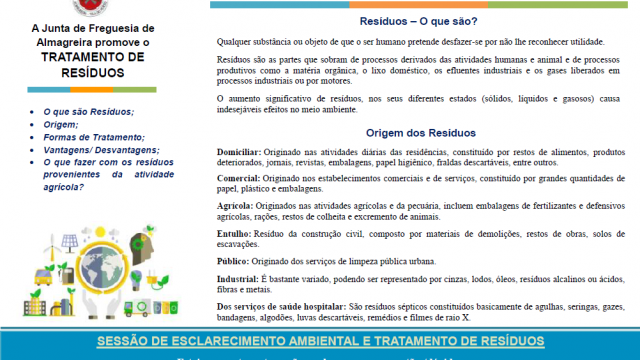 A Junta de Freguesia de
Almagreira promove o
TRATAMENTO DE
RESÍDUOS
• O que são Resíduos;
• Origem;
• Formas de Tratamento;
• Vantagens/ Desvantagens;
• O que fazer com os resíduos
provenientes da atividade
agrícola?
Resíduos – O que são?
Qualquer substância ou objeto de que o ser humano pretende desfazer-se por não lhe reconhecer utilidade.
Resíduos são as partes que sobram de processos derivados das atividades humanas e animal e de processos
produtivos como a matéria orgânica, o lixo doméstico, os efluentes industriais e os gases liberados em
processos industriais ou por motores.
O aumento significativo de resíduos, nos seus diferentes estados (sólidos, líquidos e gasosos) causa
indesejáveis efeitos no meio ambiente.
Origem dos Resíduos
Domiciliar: Originado nas atividades diárias das residências, constituído por restos de alimentos, produtos
deteriorados, jornais, revistas, embalagens, papel higiênico, fraldas descartáveis, entre outros.
Comercial: Originado nos estabelecimentos comerciais e de serviços, constituído por grandes quantidades de
papel, plástico e embalagens.
Agrícola: Originados nas atividades agrícolas e da pecuária, incluem embalagens de fertilizantes e defensivos
agrícolas, rações, restos de colheita e excremento de animais.
Entulho: Resíduo da construção civil, composto por materiais de demolições, restos de obras, solos de
escavações.
Público: Originado dos serviços de limpeza pública urbana.
Industrial: É bastante variado, podendo ser representado por cinzas, lodos, óleos, resíduos alcalinos ou ácidos,
fibras e metais.
Dos serviços de saúde hospitalar: São resíduos sépticos constituídos basicamente de agulhas, seringas, gazes,
bandagens, algodões, luvas descartáveis, remédios e filmes de raio X.
SESSÃO DE ESCLARECIMENTO AMBIENTAL E TRATAMENTO DE RESÍDUOS